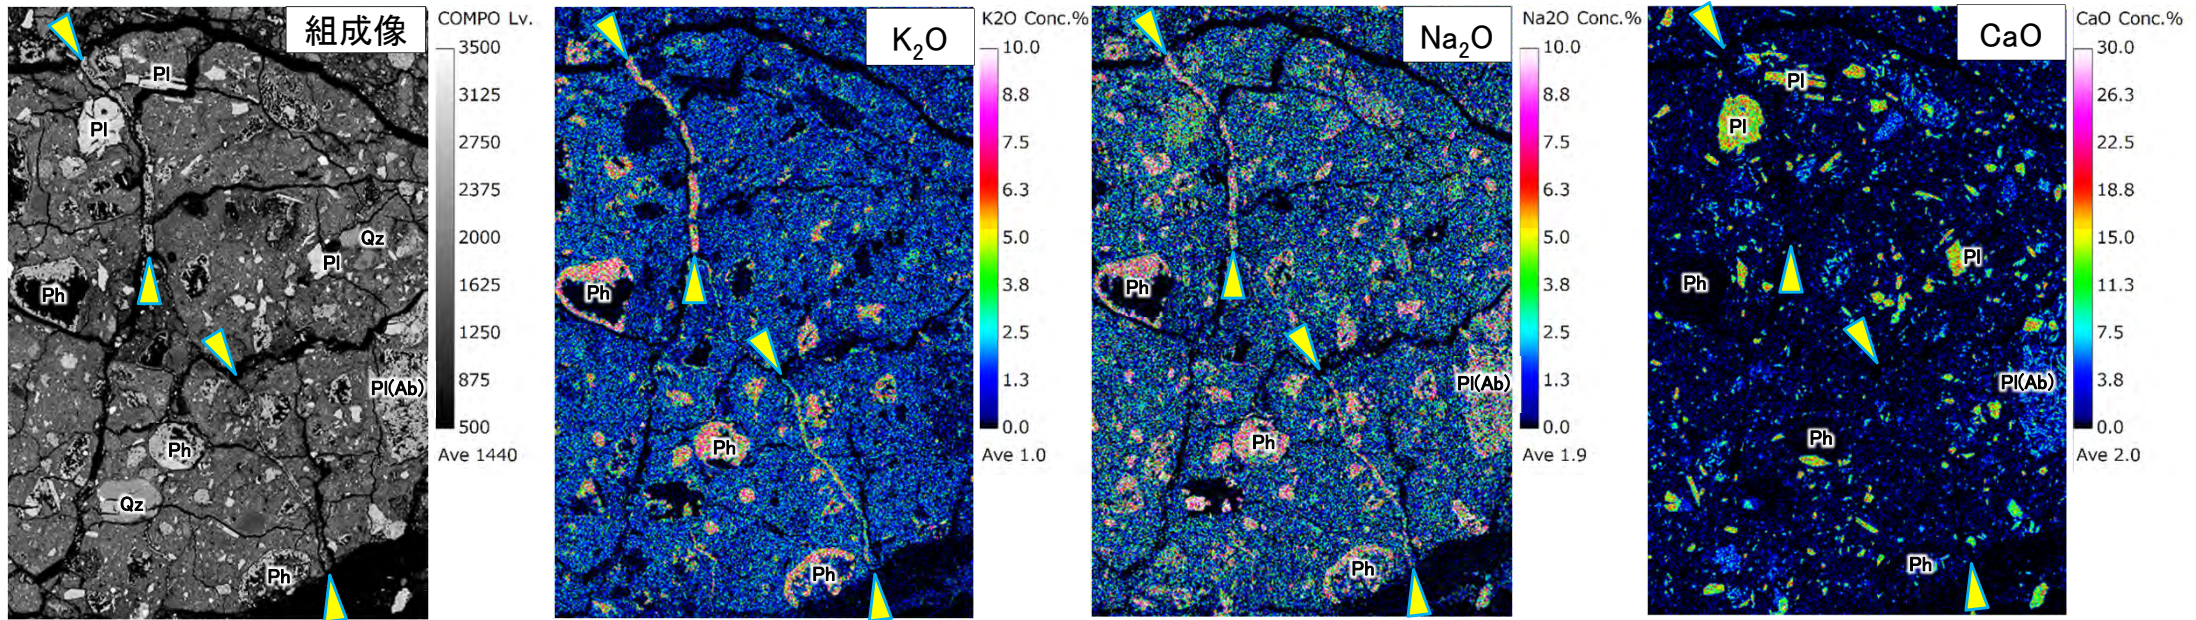 組成像
Pl
Pl
Qz
Pl
Ph
Pl(Ab)
Ph
Qz
Ph
COMPO Lv.
3500
3125
2750
2375
2000
1625
1250
875
500
Ave 1440
K₂O
Ph
Ph
Ph
K2O Conc.%
10.0
8.8
7.5
6.3
5.0
3.8
2.5
1.3
0.0
Ave 1.0
Na₂O
Ph
Pl(Ab)
Ph
Ph
Na2O Conc.%
10.0
8.8
7.5
6.3
5.0
3.8
2.5
1.3
0.0
Ave 1.9
CaO
Pl
Pl
Pl
Ph
Pl(Ab)
Ph
Ph
CaO Conc.%
30.0
26.3
22.5
18.8
15.0
11.3
7.5
3.8
0.0
Ave 2.0